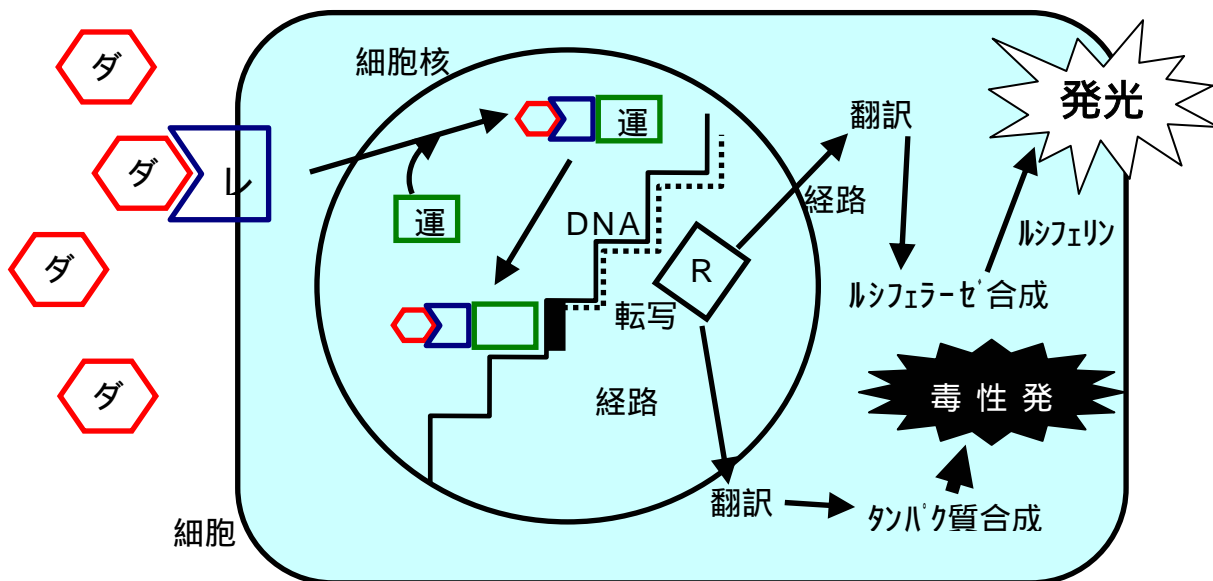 ダ
細胞核
運
翻訳
発光
ダ
レ
運
DNA
経路
ルシフェリン
ダ
R
ルシフェラーゼ合成
転写
ダ
経路
毒性発
翻訳
タンパク質合成
細胞